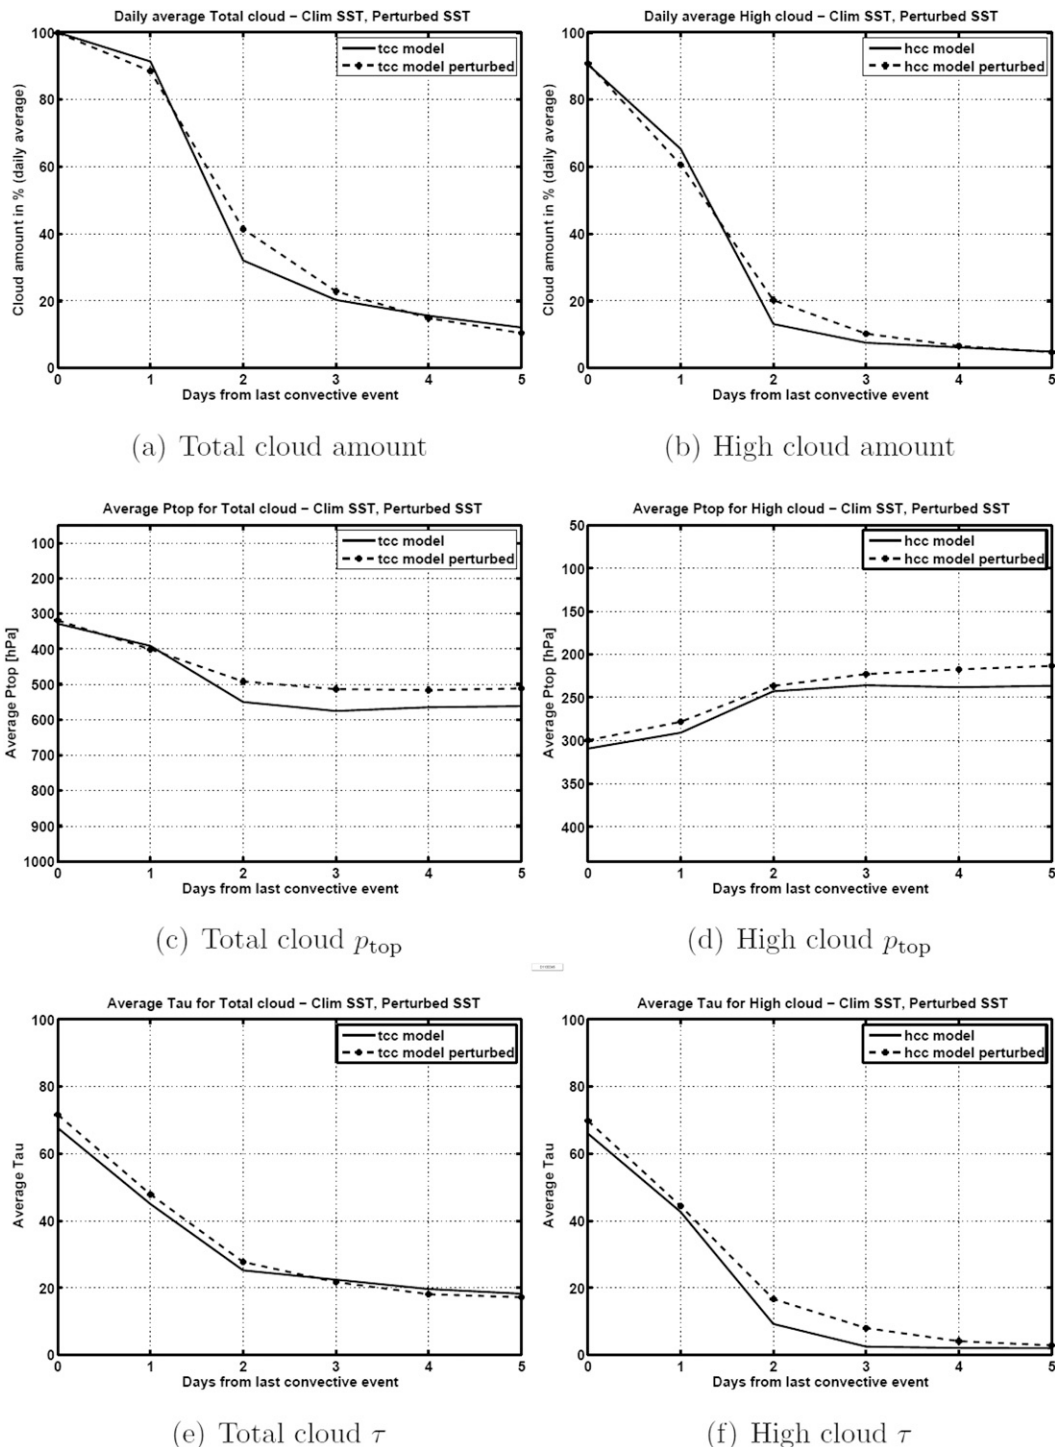 Daily average Total cloud – Clim SST, Perturbed SST
tcc model
tcc model perturbed
Cloud amount in % (daily average)
100
80
60
40
20
0
0 1 2 3 4 5
Days from last convective event
(a) Total cloud amount
Daily average High cloud – Clim SST, Perturbed SST
hcc model
hcc model perturbed
Cloud amount in % (daily average)
100
80
60
40
20
0
0 1 2 3 4 5
Days from last convective event
(b) High cloud amount
Average Ptop for Total cloud – Clim SST, Perturbed SST
tcc model
tcc model perturbed
Average Ptop [hPa]
100
200
300
400
500
600
700
800
900
1000
0 1 2 3 4 5
Days from last convective event
(c) Total cloud p_top
Average Ptop for High cloud – Clim SST, Perturbed SST
hcc model
hcc model perturbed
Average Ptop [hPa]
50
100
150
200
250
300
350
400
0 1 2 3 4 5
Days from last convective event
(d) High cloud p_top
Average Tau for Total cloud – Clim SST, Perturbed SST
tcc model
tcc model perturbed
Average Tau
100
80
60
40
20
0
0 1 2 3 4 5
Days from last convective event
(e) Total cloud τ
Average Tau for High cloud – Clim SST, Perturbed SST
hcc model
hcc model perturbed
Average Tau
100
80
60
40
20
0
0 1 2 3 4 5
Days from last convective event
(f) High cloud τ